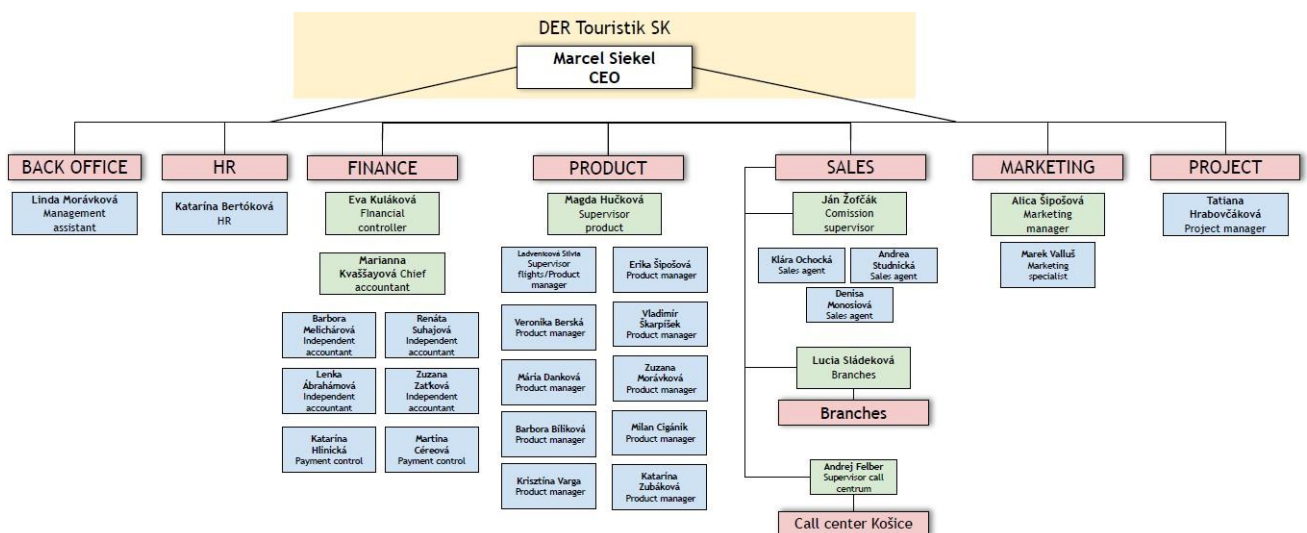 DER Touristik SK
Marcel Siekel
CEO
BACK OFFICE
Linda Morávková
Management
assistant
HR
Katarína Bertóková
HR
FINANCE
Eva Kuláková
Financial
controller
Marianna
Kvaššayová Chief
accountant
Barbora
Melichárová
Independent
accountant
Renáta
Suhajová
Independent
accountant
Lenka
Ábrahámová
Independent
accountant
Zuzana
Zaťková
Independent
accountant
Katarína
Hlinická
Payment control
Martina
Céreová
Payment control
PRODUCT
Magda Hučková
Supervisor
product
Ladvenicová Silvia
Supervisor
flights/Product
manager
Erika Šipošová
Product manager
Veronika Berská
Product manager
Vladimír
Škarpíšek
Product manager
Mária Danková
Product manager
Zuzana
Morávková
Product manager
Barbora Bíliková
Product manager
Milan Cigánik
Product manager
Krisztína Varga
Product manager
Katarína
Zubáková
Product manager
SALES
Ján Žofčák
Comission
supervisor
Klára Ochocká
Sales agent
Andrea
Studnická
Sales agent
Denisa
Monosiová
Sales agent
Lucia Sládeková
Branches
Branches
Andrej Felber
Supervisor call
centrum
Call center Košice
MARKETING
Alica Šipošová
Marketing
manager
Marek Valluš
Marketing
specialist
PROJECT
Tatiana
Hrabovčáková
Project manager